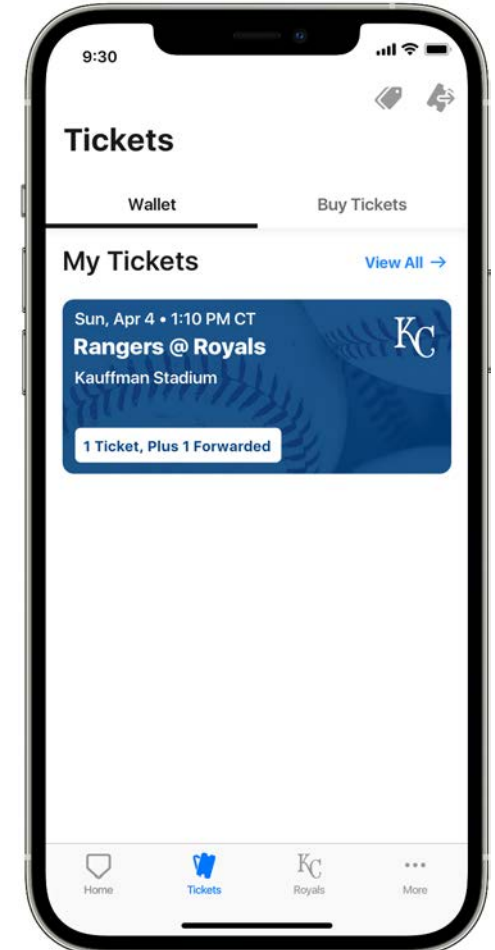 9:30
Tickets
Wallet
Buy Tickets
My Tickets
View All →
Sun, Apr 4 • 1:10 PM CT
KC
Rangers @ Royals
Kauffman Stadium
1 Ticket, Plus 1 Forwarded
KC
Home
Tickets
Royals
More